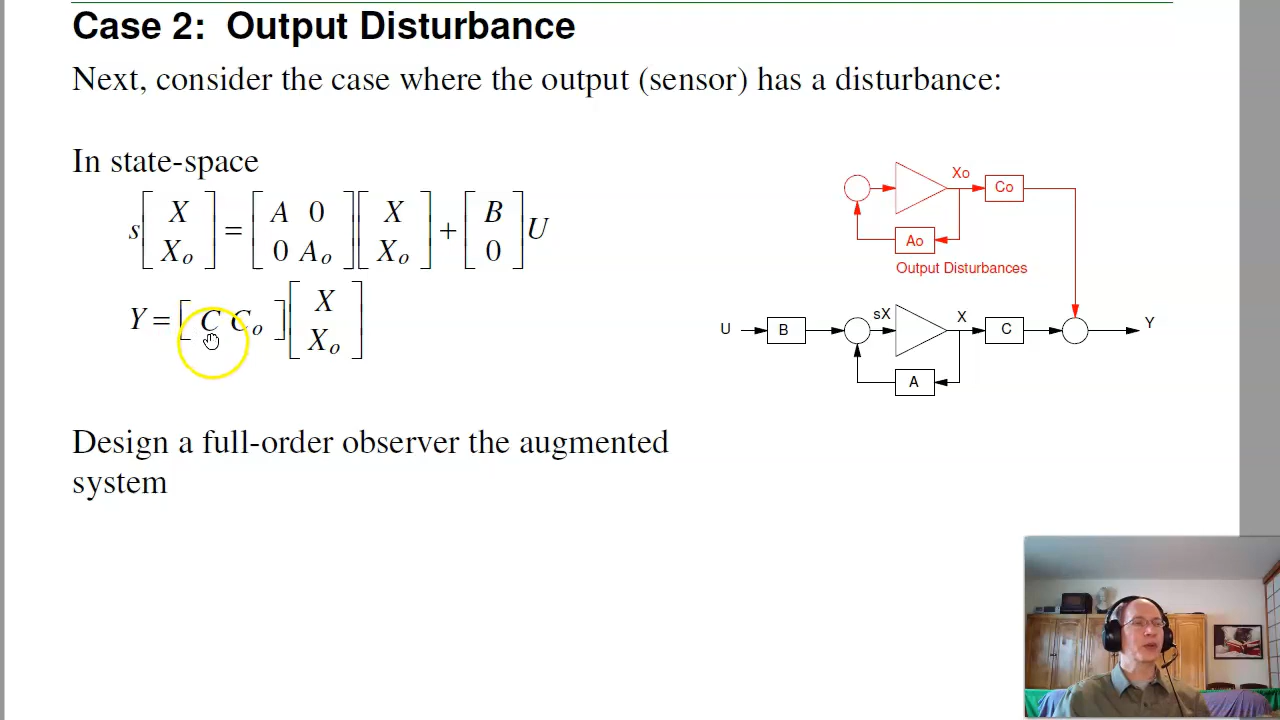 Case 2: Output Disturbance
Next, consider the case where the output (sensor) has a disturbance:
In state-space
s[X Xo] = [A 0 0 Ao][X Xo] + [B 0]U
Y = [C Co][X Xo]
Design a full-order observer the augmented
system
Xo
Co
Ao
Output Disturbances
U
B
sX
X
C
Y
A